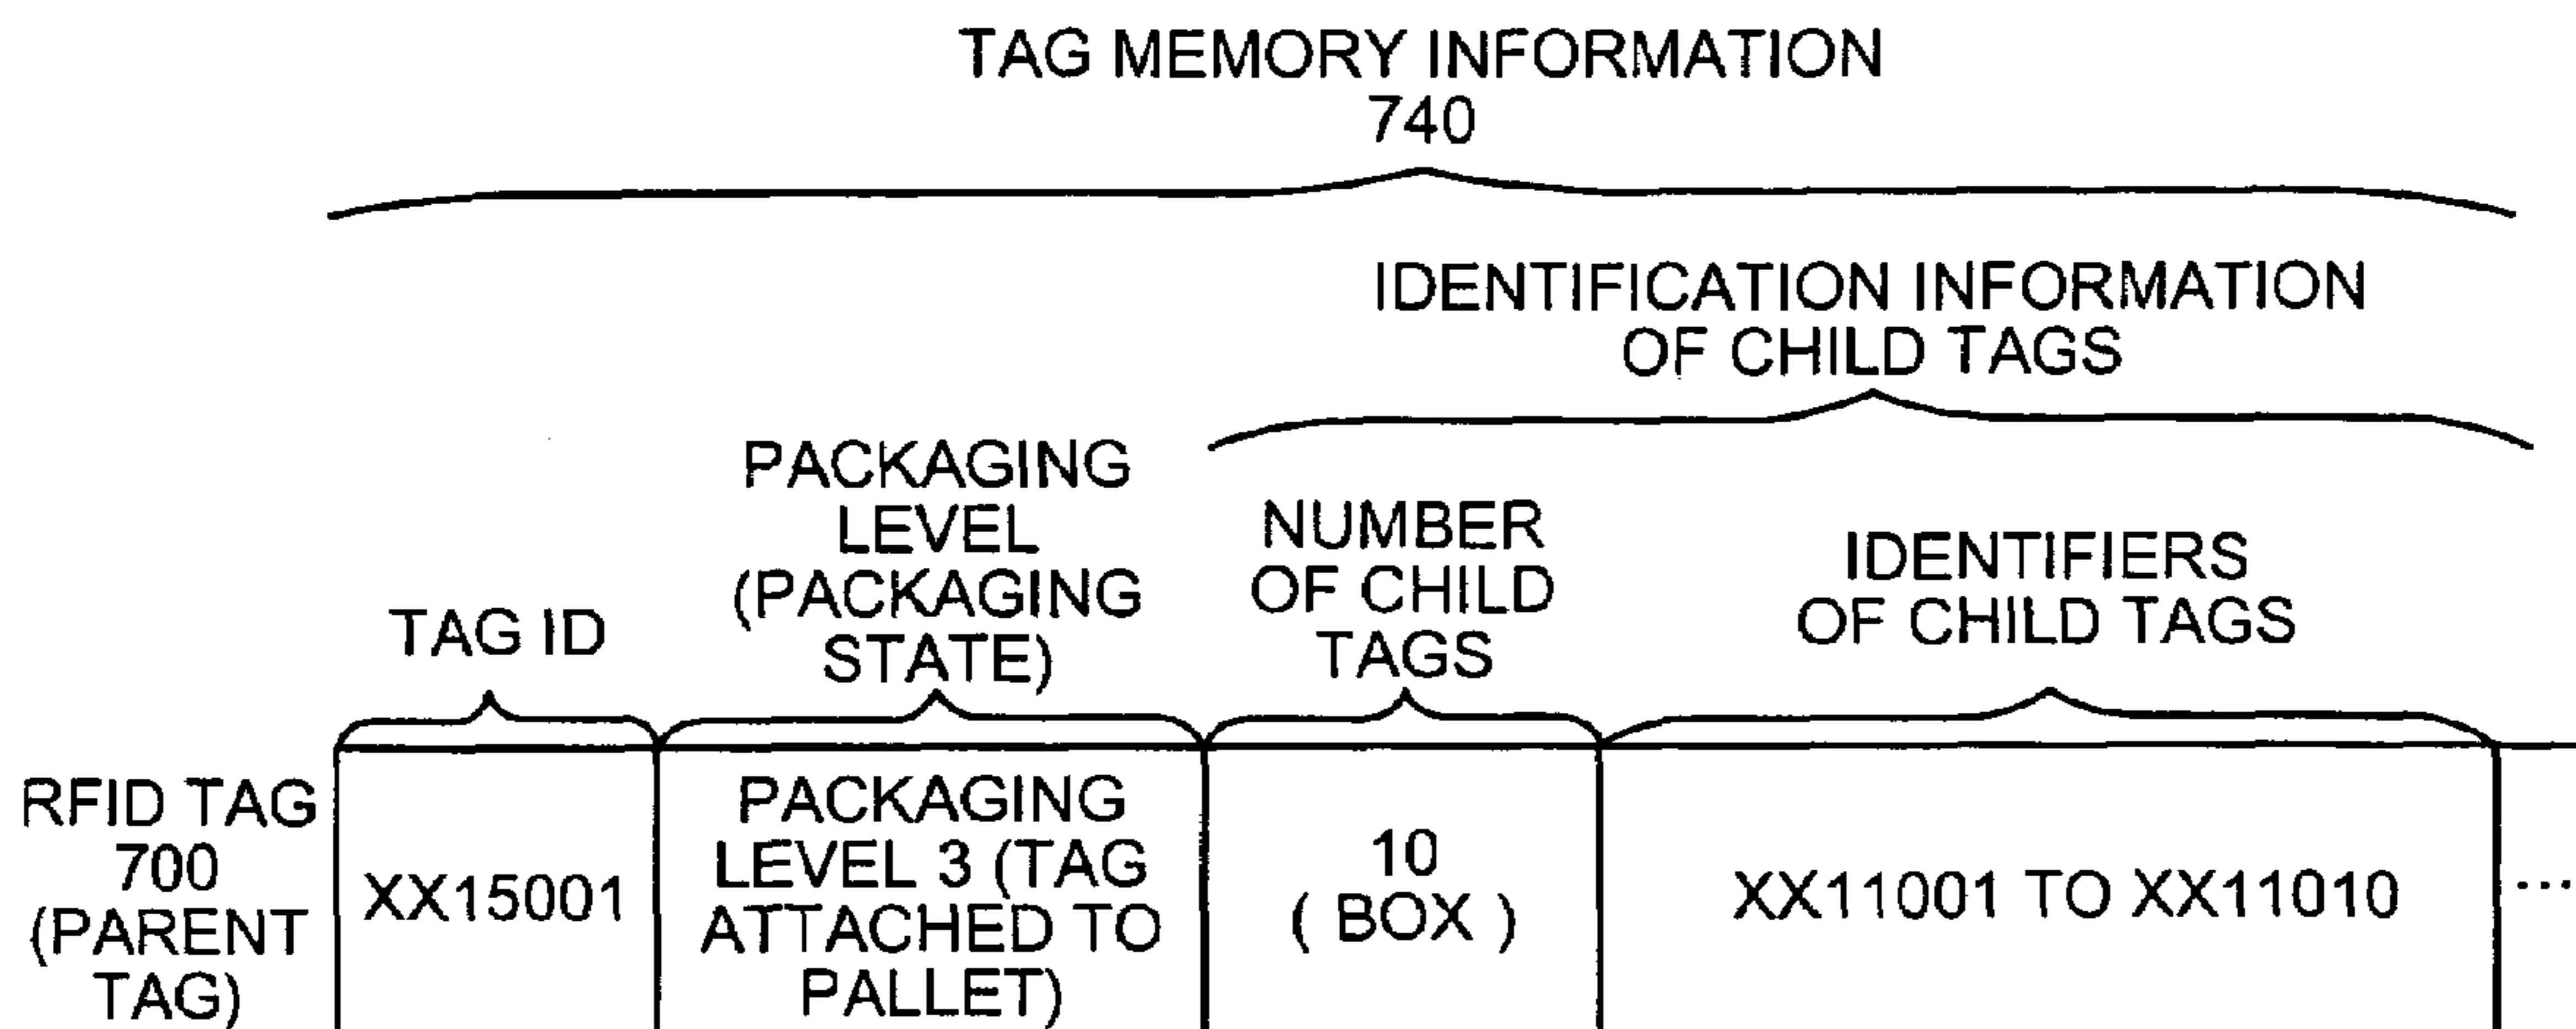 TAG MEMORY INFORMATION
740
IDENTIFICATION INFORMATION
OF CHILD TAGS
TAG ID
PACKAGING
LEVEL
(PACKAGING
STATE)
NUMBER
OF CHILD
TAGS
IDENTIFIERS
OF CHILD TAGS
RFID TAG
700
(PARENT
TAG)
XX15001
PACKAGING
LEVEL 3 (TAG
ATTACHED TO
PALLET)
10
( BOX )
XX11001 TO XX11010
...